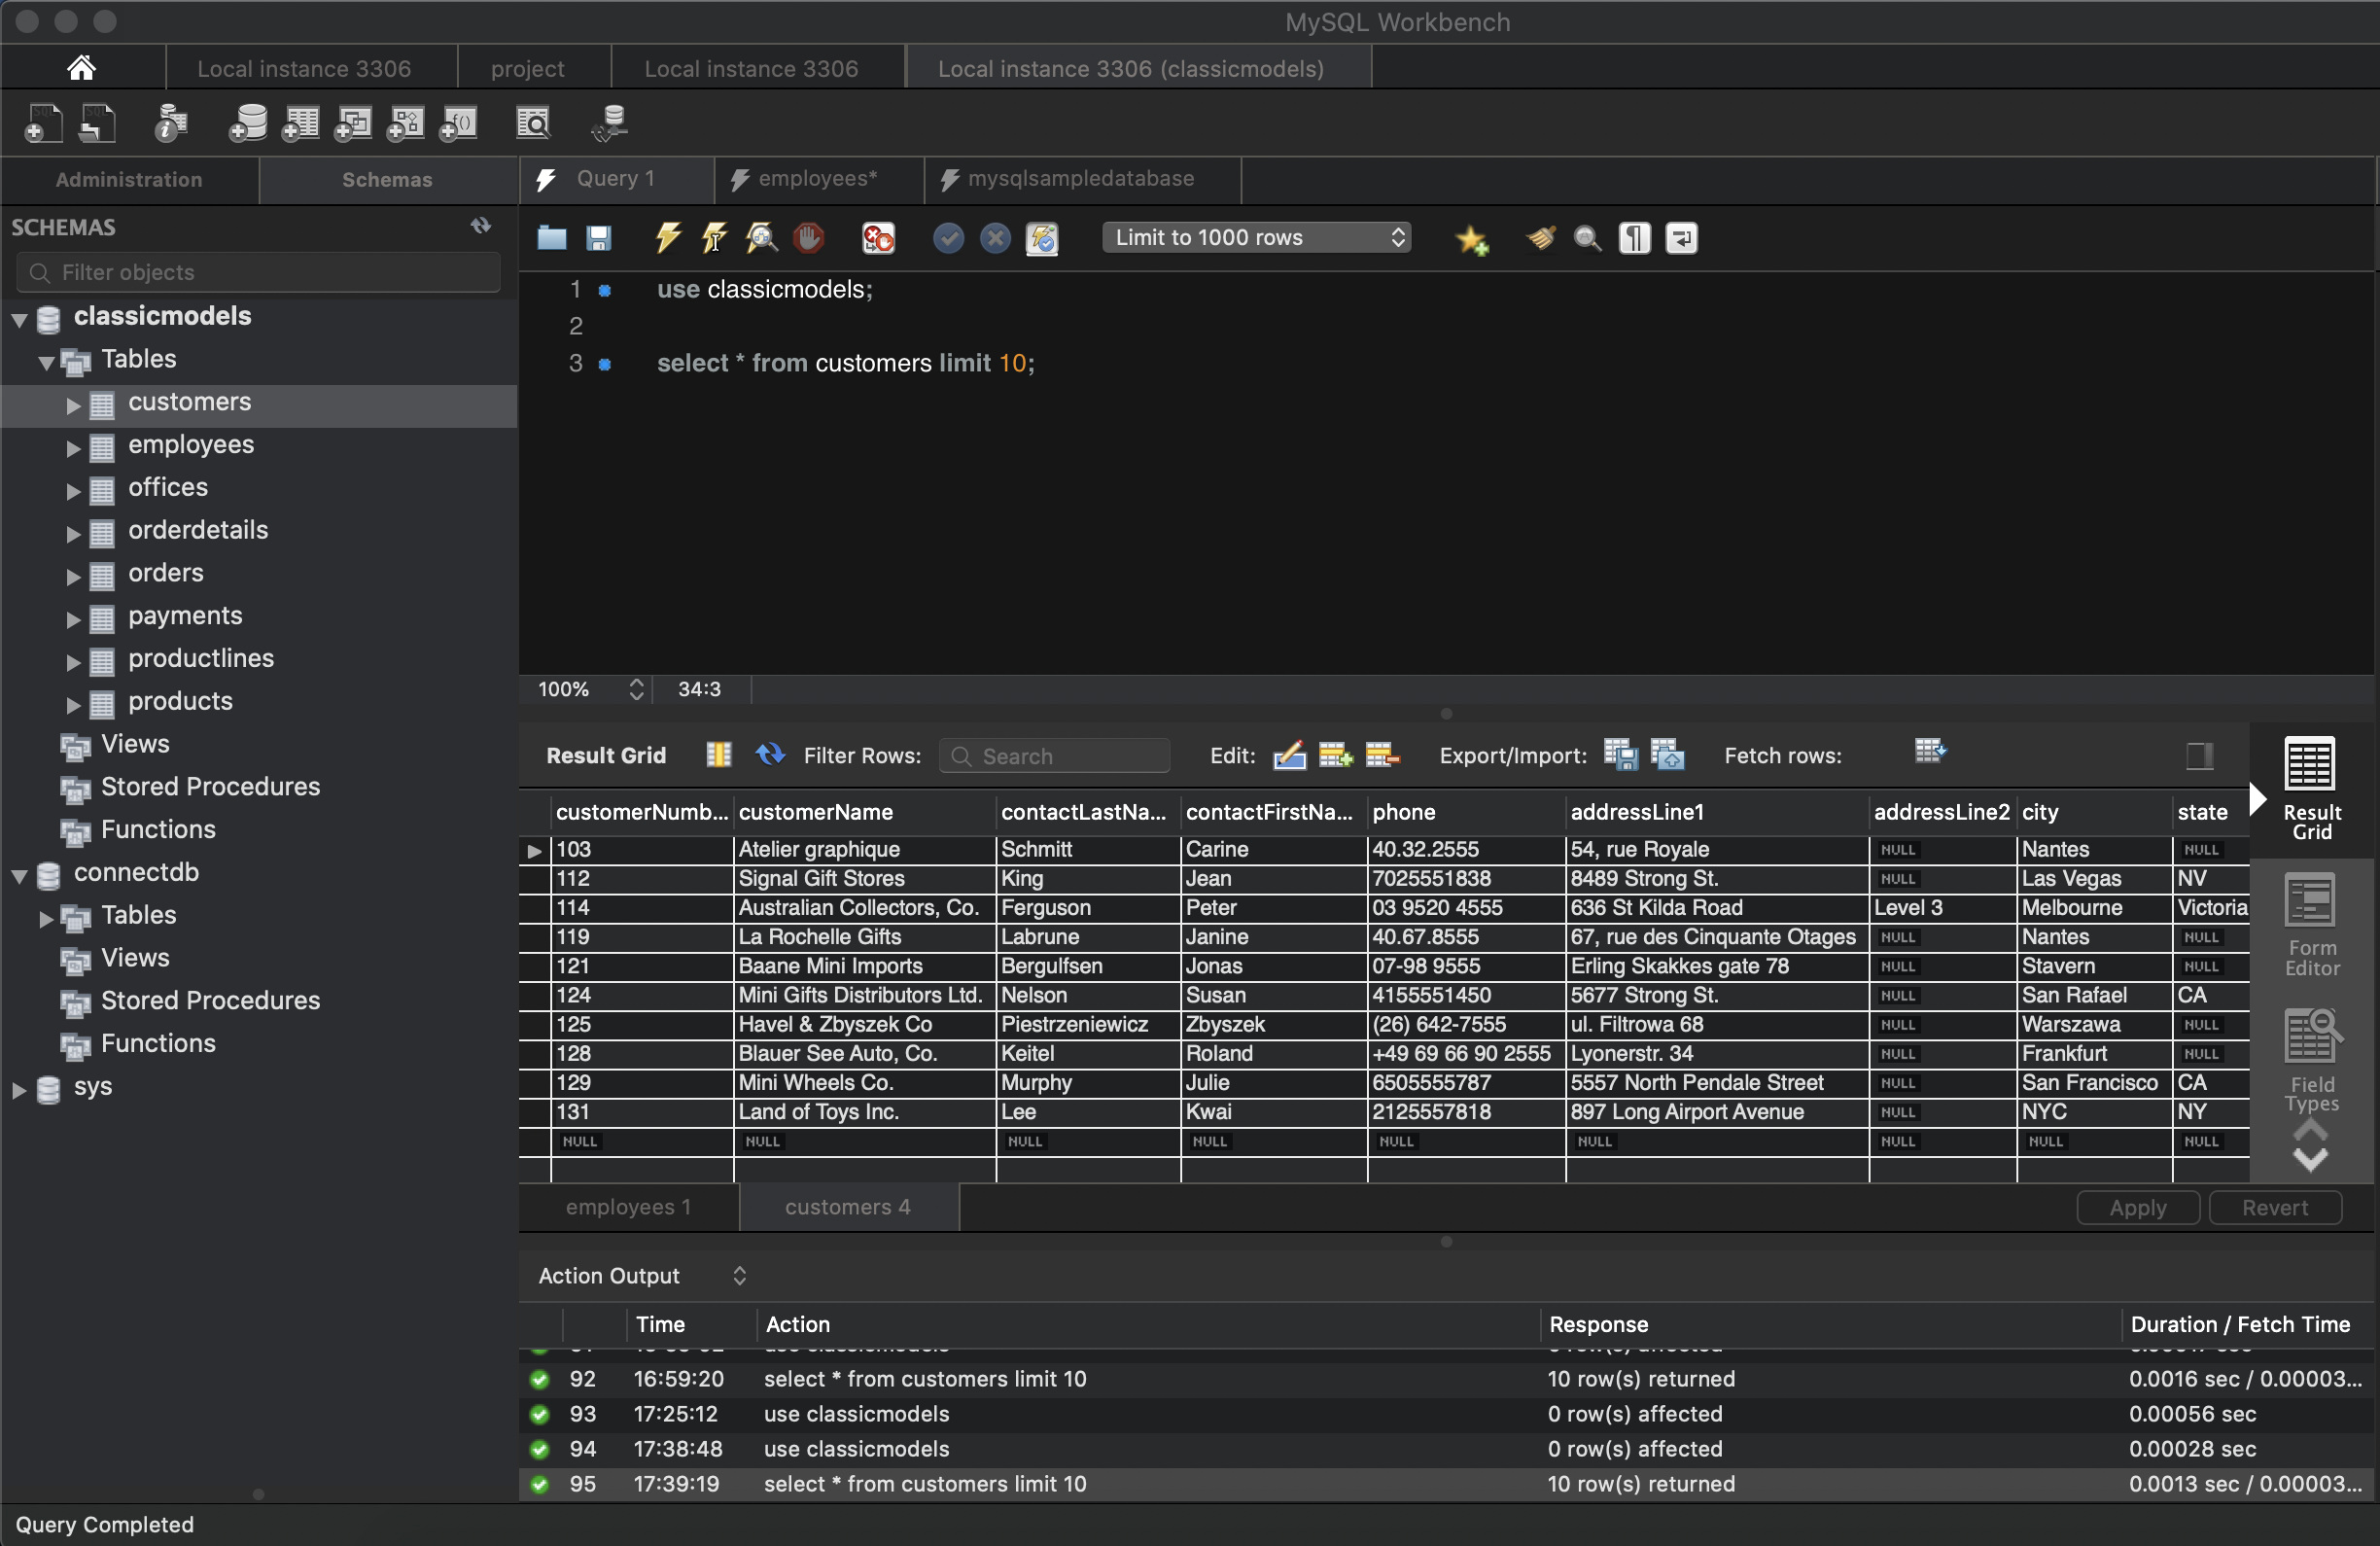 MySQL Workbench
Local instance 3306 project Local instance 3306 Local instance 3306 (classicmodels)
Administration Schemas
Query 1 employees* mysqlsampledatabase
SCHEMAS
Filter objects
classicmodels
Tables
customers
employees
offices
orderdetails
orders
payments
productlines
products
Views
Stored Procedures
Functions
connectdb
Tables
Views
Stored Procedures
Functions
sys
Limit to 1000 rows
1 use classicmodels;
2
3 select * from customers limit 10;
100% 34:3
Result Grid Filter Rows: Search Edit: Export/Import: Fetch rows:
customerNumb... customerName contactLastNa... contactFirstNa... phone addressLine1 addressLine2 city state
103 Atelier graphique Schmitt Carine 40.32.2555 54, rue Royale NULL Nantes NULL
112 Signal Gift Stores King Jean 7025551838 8489 Strong St. NULL Las Vegas NV
114 Australian Collectors, Co. Ferguson Peter 03 9520 4555 636 St Kilda Road Level 3 Melbourne Victoria
119 La Rochelle Gifts Labrune Janine 40.67.8555 67, rue des Cinquante Otages NULL Nantes NULL
121 Baane Mini Imports Bergulfsen Jonas 07-98 9555 Erling Skakkes gate 78 NULL Stavern NULL
124 Mini Gifts Distributors Ltd. Nelson Susan 4155551450 5677 Strong St. NULL San Rafael CA
125 Havel & Zbyszek Co Piestrzeniewicz Zbyszek (26) 642-7555 ul. Filtrowa 68 NULL Warszawa NULL
128 Blauer See Auto, Co. Keitel Roland +49 69 66 90 2555 Lyonerstr. 34 NULL Frankfurt NULL
129 Mini Wheels Co. Murphy Julie 6505555787 5557 North Pendale Street NULL San Francisco CA
131 Land of Toys Inc. Lee Kwai 2125557818 897 Long Airport Avenue NULL NYC NY
NULL NULL NULL NULL NULL NULL NULL NULL NULL
Result
Grid
Form
Editor
Field
Types
employees 1 customers 4 Apply Revert
Action Output
Time Action Response Duration / Fetch Time
92 16:59:20 select * from customers limit 10 10 row(s) returned 0.0016 sec / 0.00003...
93 17:25:12 use classicmodels 0 row(s) affected 0.00056 sec
94 17:38:48 use classicmodels 0 row(s) affected 0.00028 sec
95 17:39:19 select * from customers limit 10 10 row(s) returned 0.0013 sec / 0.00003...
Query Completed